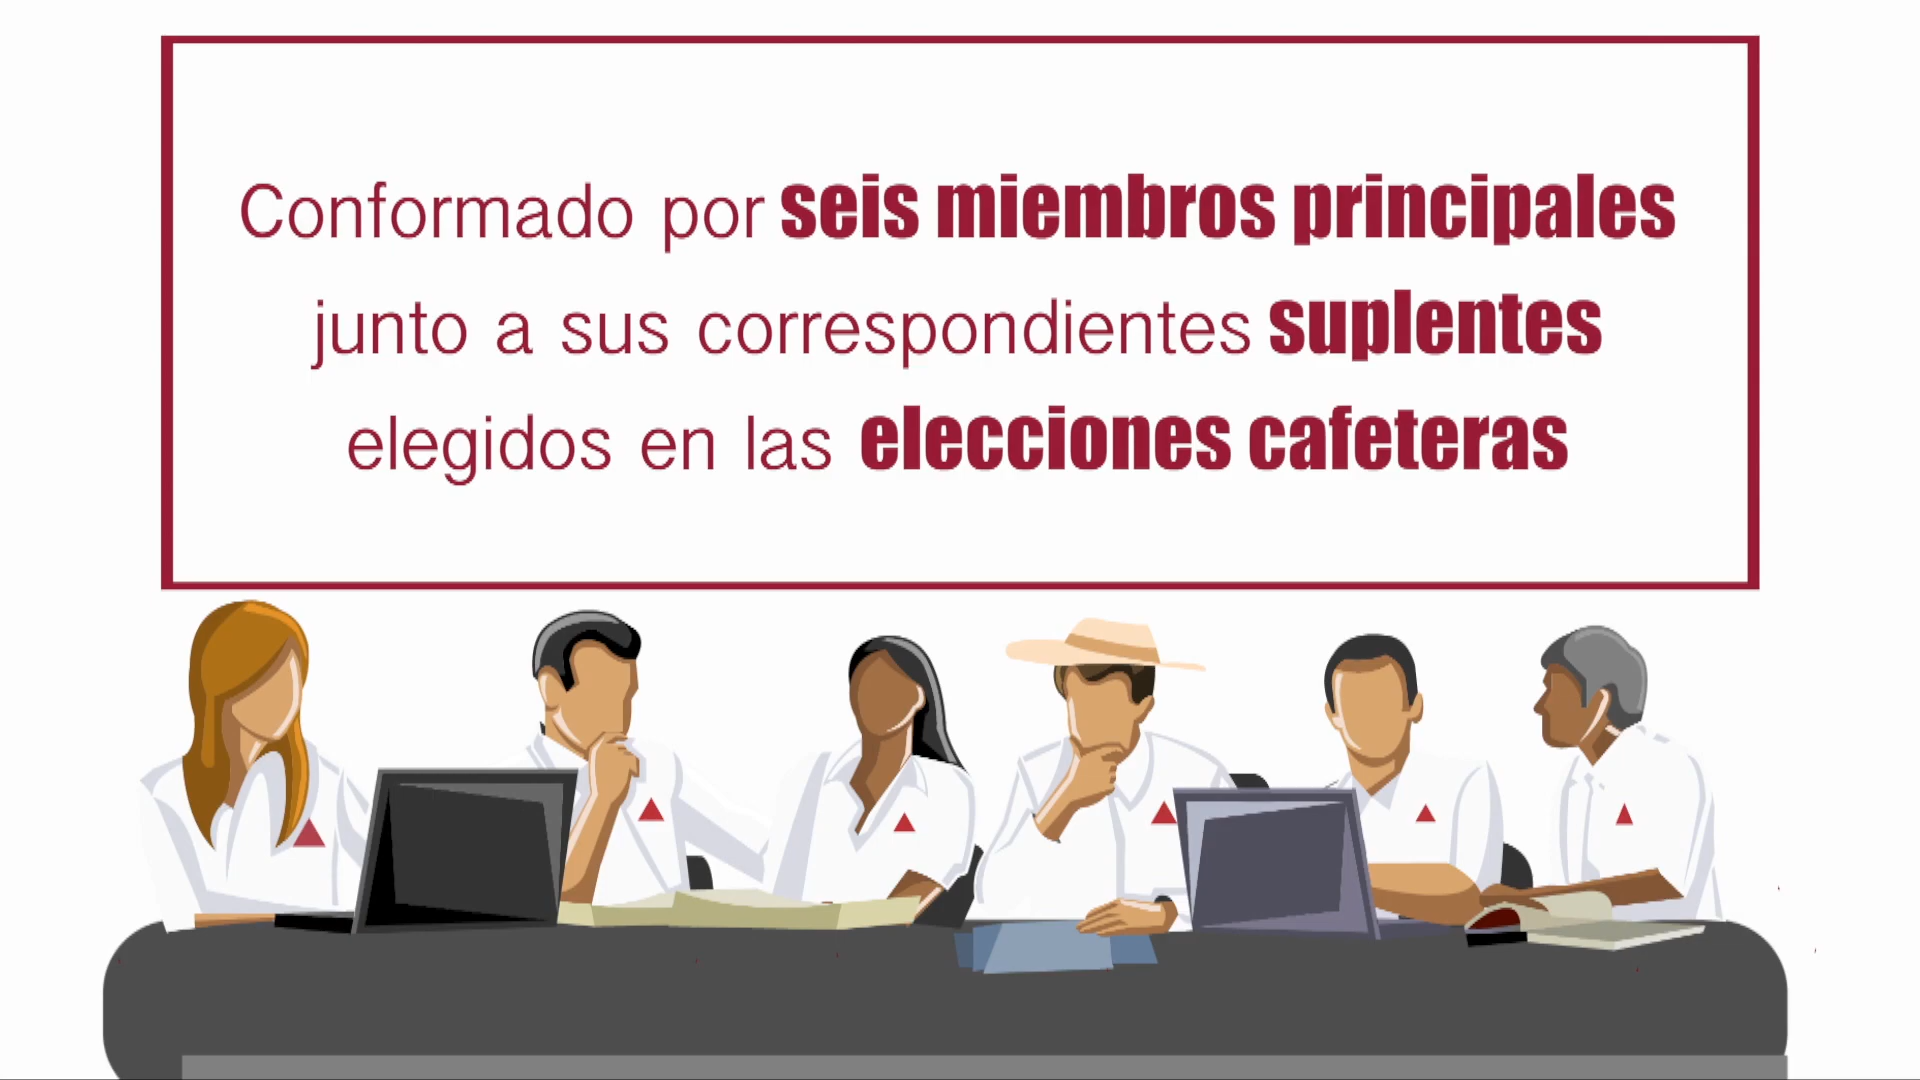 Conformado por seis miembros principales
junto a sus correspondientes suplentes
elegidos en las elecciones cafeteras